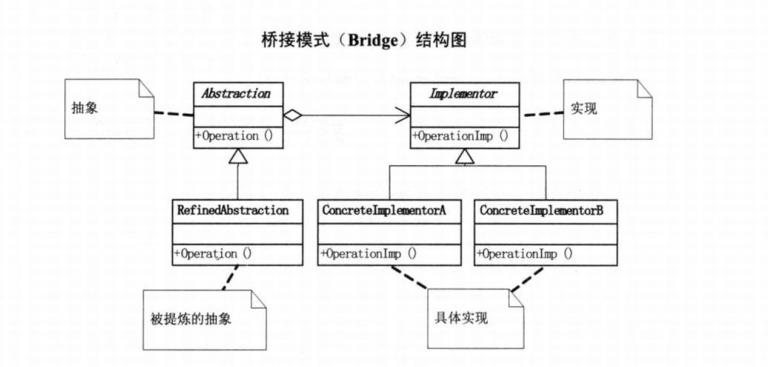 桥接模式（Bridge）结构图
抽象
Abstraction
+Operation ()
Implementor
+OperationImp ()
实现
RefinedAbstraction
+Operation ()
ConcreteImplementorA
+OperationImp ()
ConcreteImplementorB
+OperationImp ()
被提炼的抽象
具体实现